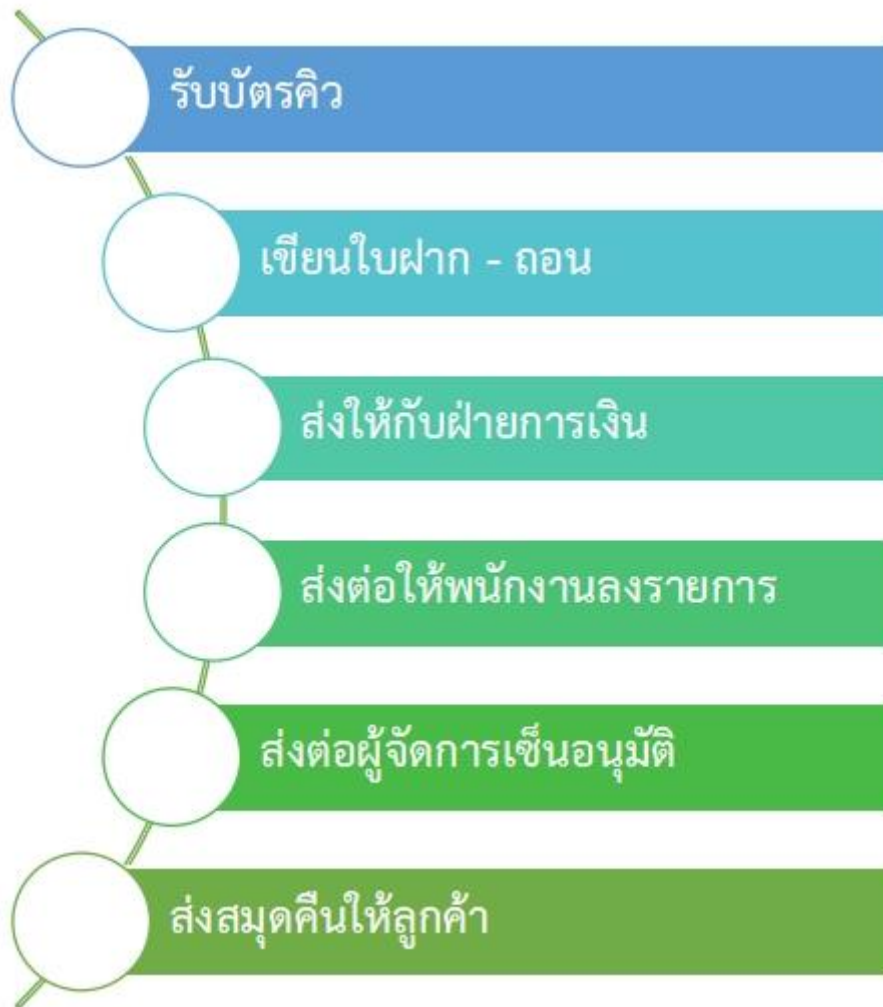 รับบัตรคิว
เขียนใบฝาก - ถอน
ส่งให้กับฝ่ายการเงิน
ส่งต่อให้พนักงานลงรายการ
ส่งต่อผู้จัดการเซ็นอนุมัติ
ส่งสมุดคืนให้ลูกค้า